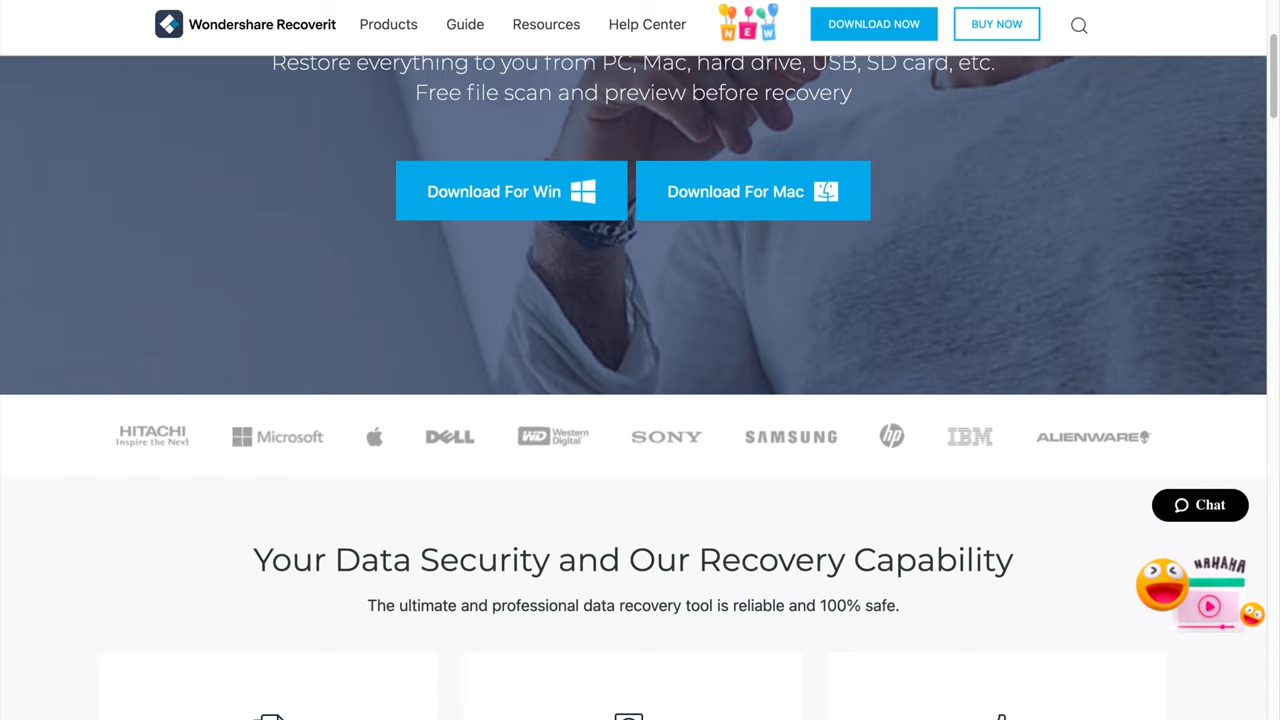 Wondershare Recoverit Products Guide Resources Help Center NEW DOWNLOAD NOW BUY NOW
Restore everything to you from PC, Mac, hard drive, USB, SD card, etc.
Free file scan and preview before recovery
Download For Win Download For Mac
HITACHI Inspire the Next Microsoft DELL WD Western Digital SONY SAMSUNG hp IBM ALIENWARE
Chat
Your Data Security and Our Recovery Capability
HAHAHA
The ultimate and professional data recovery tool is reliable and 100% safe.